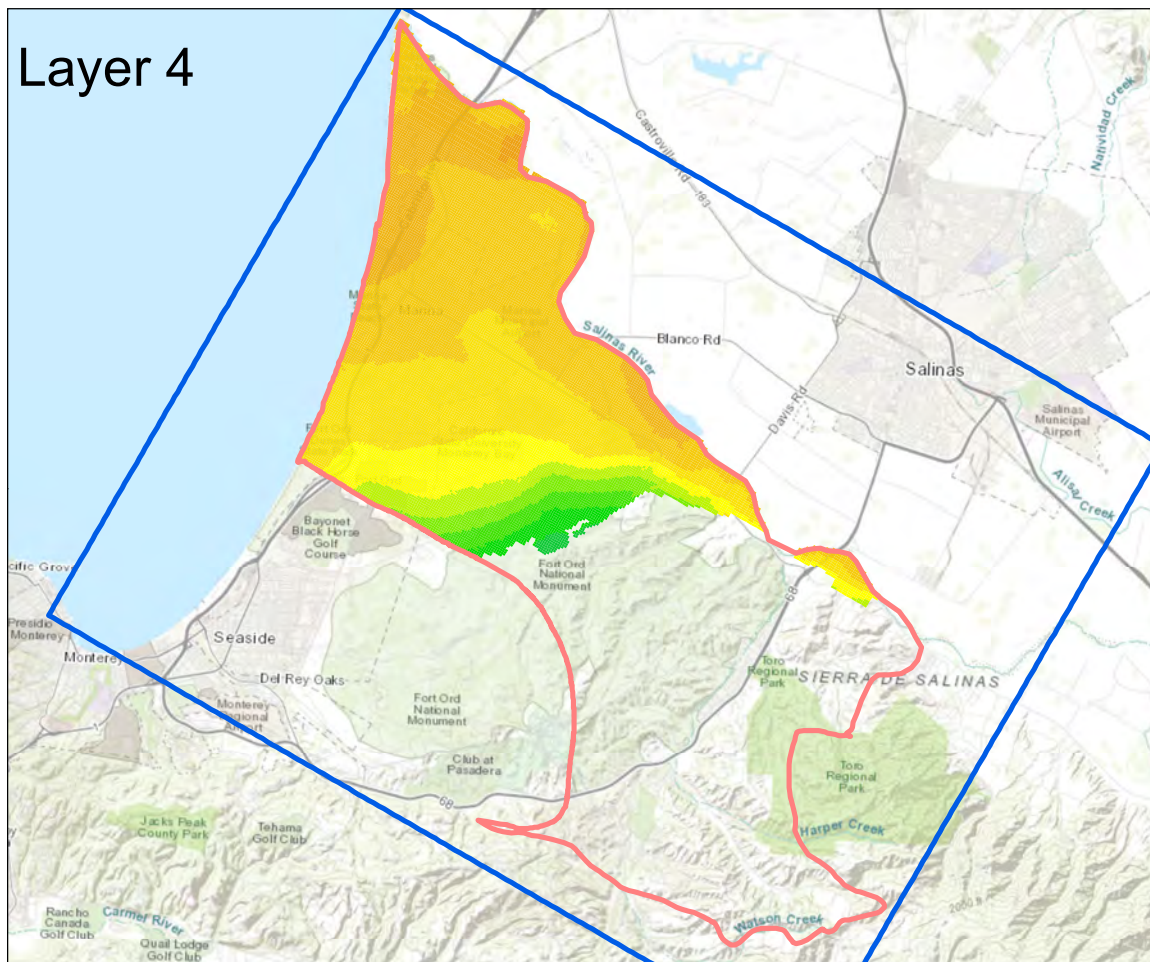 Layer 4
Castroville Rd
183
Natividad Creek
Marina
Salinas River
Blanco Rd
Salinas
Davis Rd
Salinas
Municipal
Airport
Alisal Creek
Bayonet
Black Horse
Golf
Course
Fort Ord
National
Monument
68
cific Grove
Presidio
Monterey
Monterey
Seaside
Del Rey Oaks
Monterey
Regional
Airport
Fort Ord
National
Monument
Toro
Regional
Park
SIERRA DE SALINAS
Club at
Pasadera
Toro
Regional
Park
68
Jacks Peak
County Park
Tehama
Golf Club
Harper Creek
Rancho
Canada
Golf Club
Carmel River
Quail Lodge
Golf Club
Watson Creek